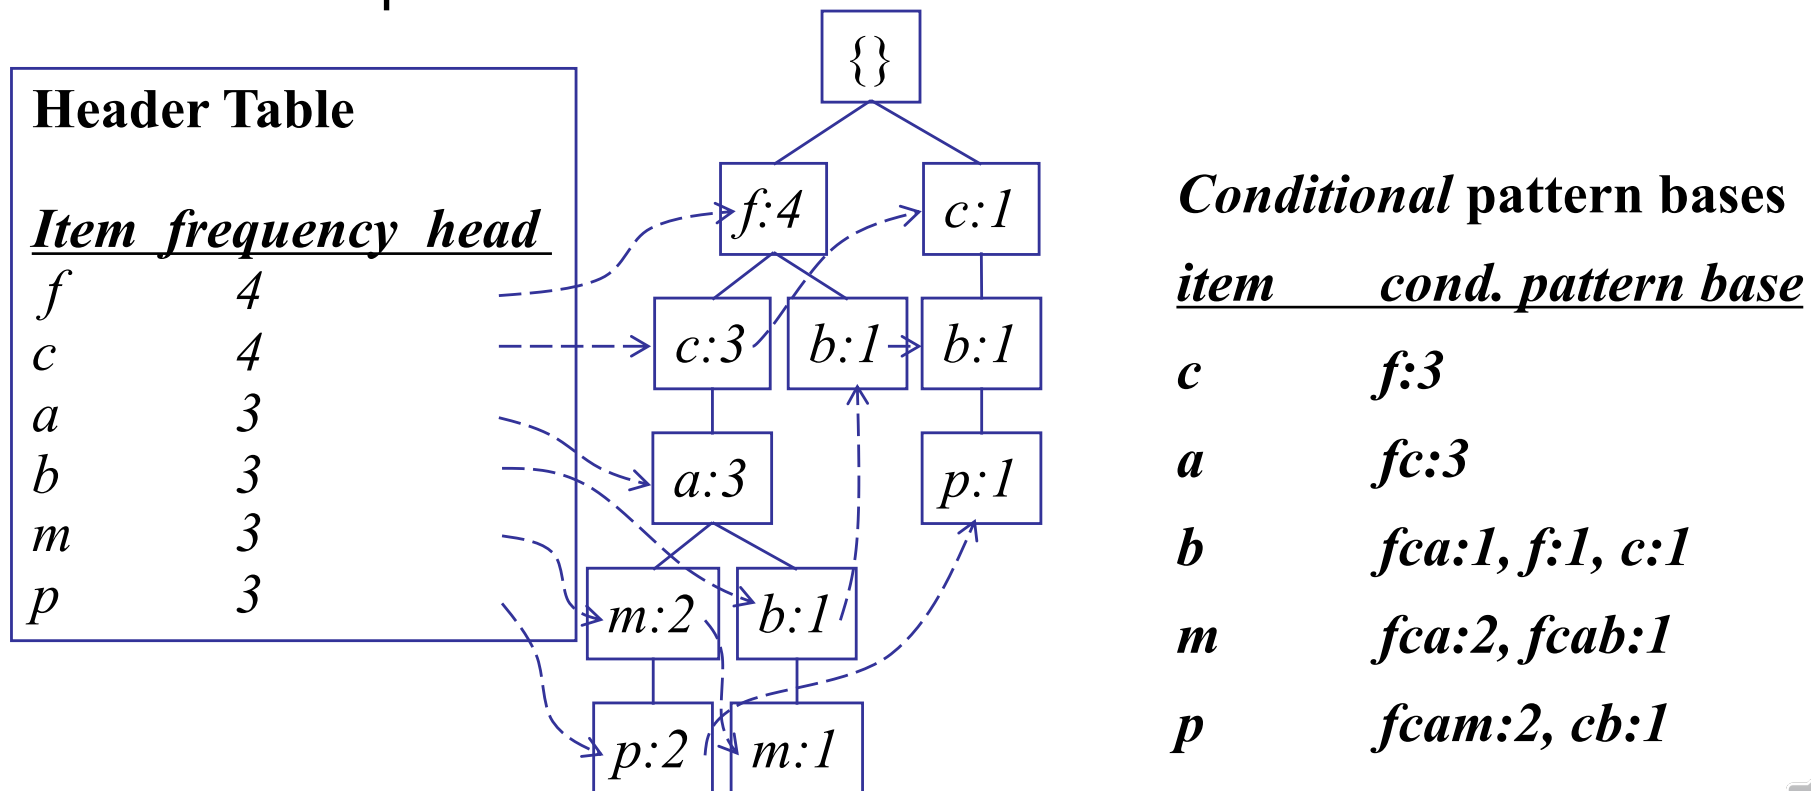 Header Table
Item frequency head
f 4
c 4
a 3
b 3
m 3
p 3
{}
f:4 c:1
c:3 b:1 b:1
a:3 p:1
m:2 b:1
p:2 m:1
Conditional pattern bases
item cond. pattern base
c f:3
a fc:3
b fca:1, f:1, c:1
m fca:2, fcab:1
p fcam:2, cb:1